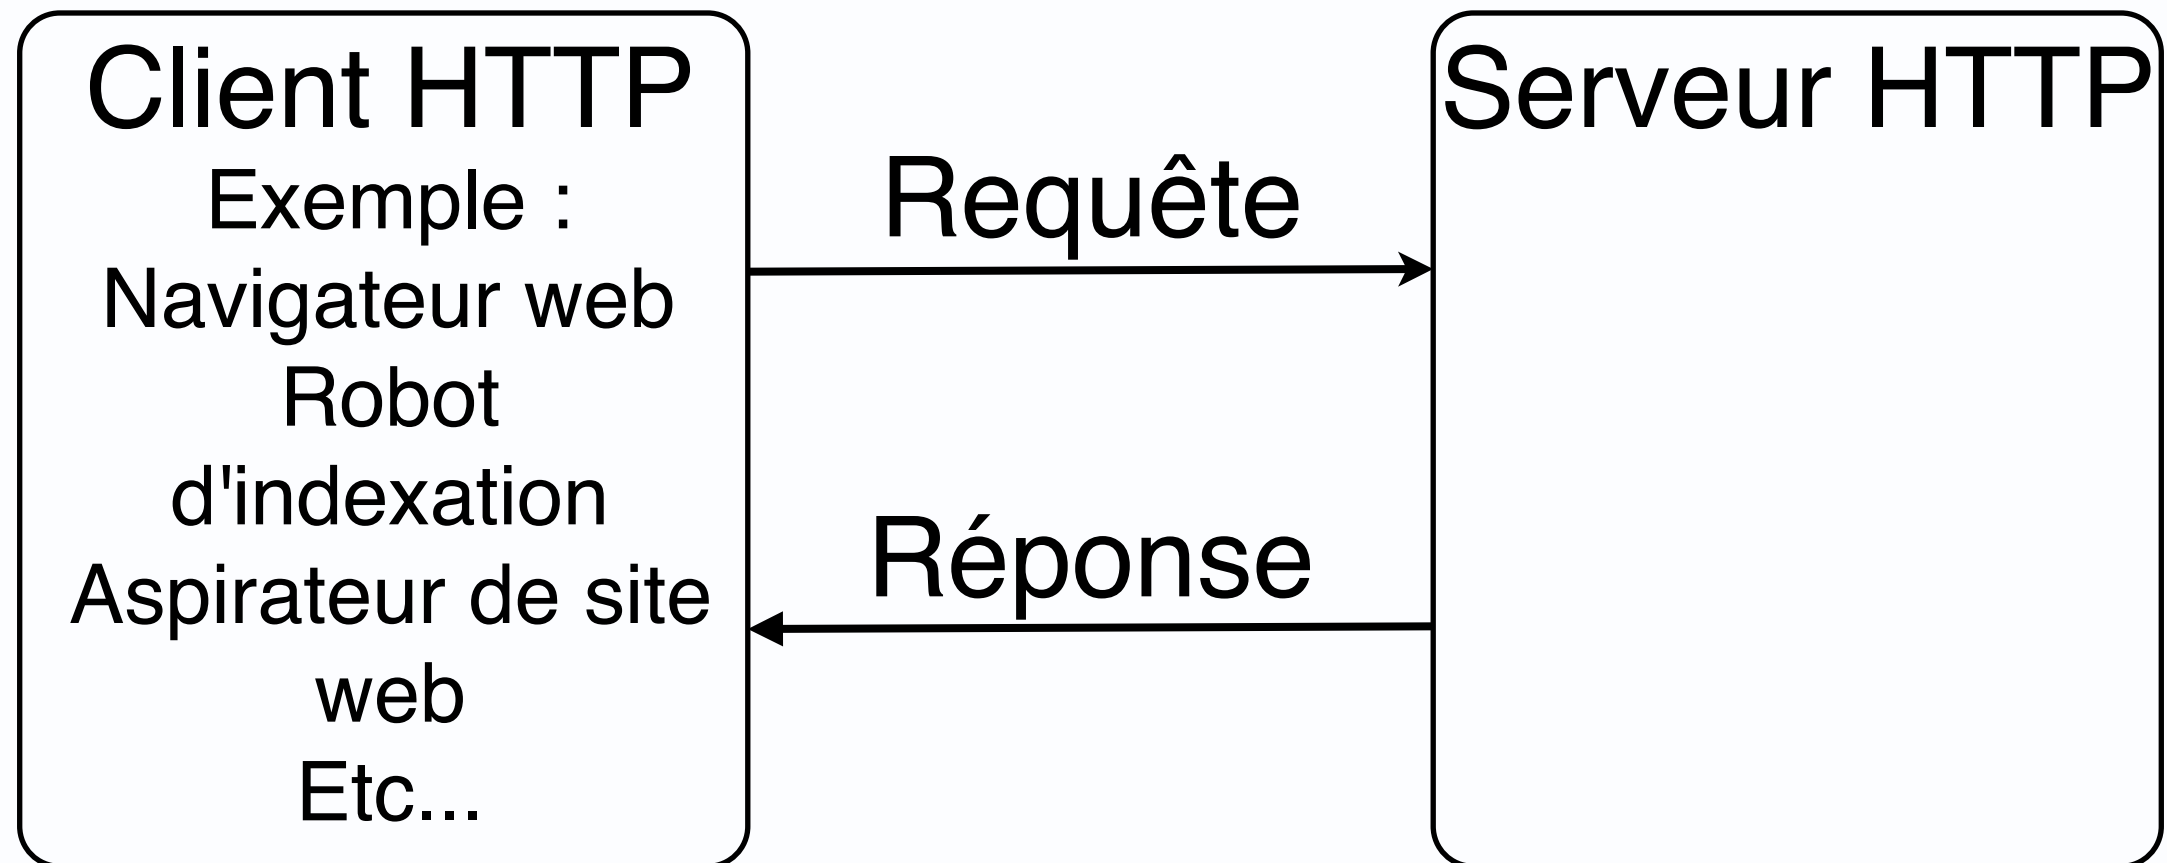 Client HTTP
Exemple :
Navigateur web
Robot
d'indexation
Aspirateur de site
web
Etc...
Requête
Réponse
Serveur HTTP